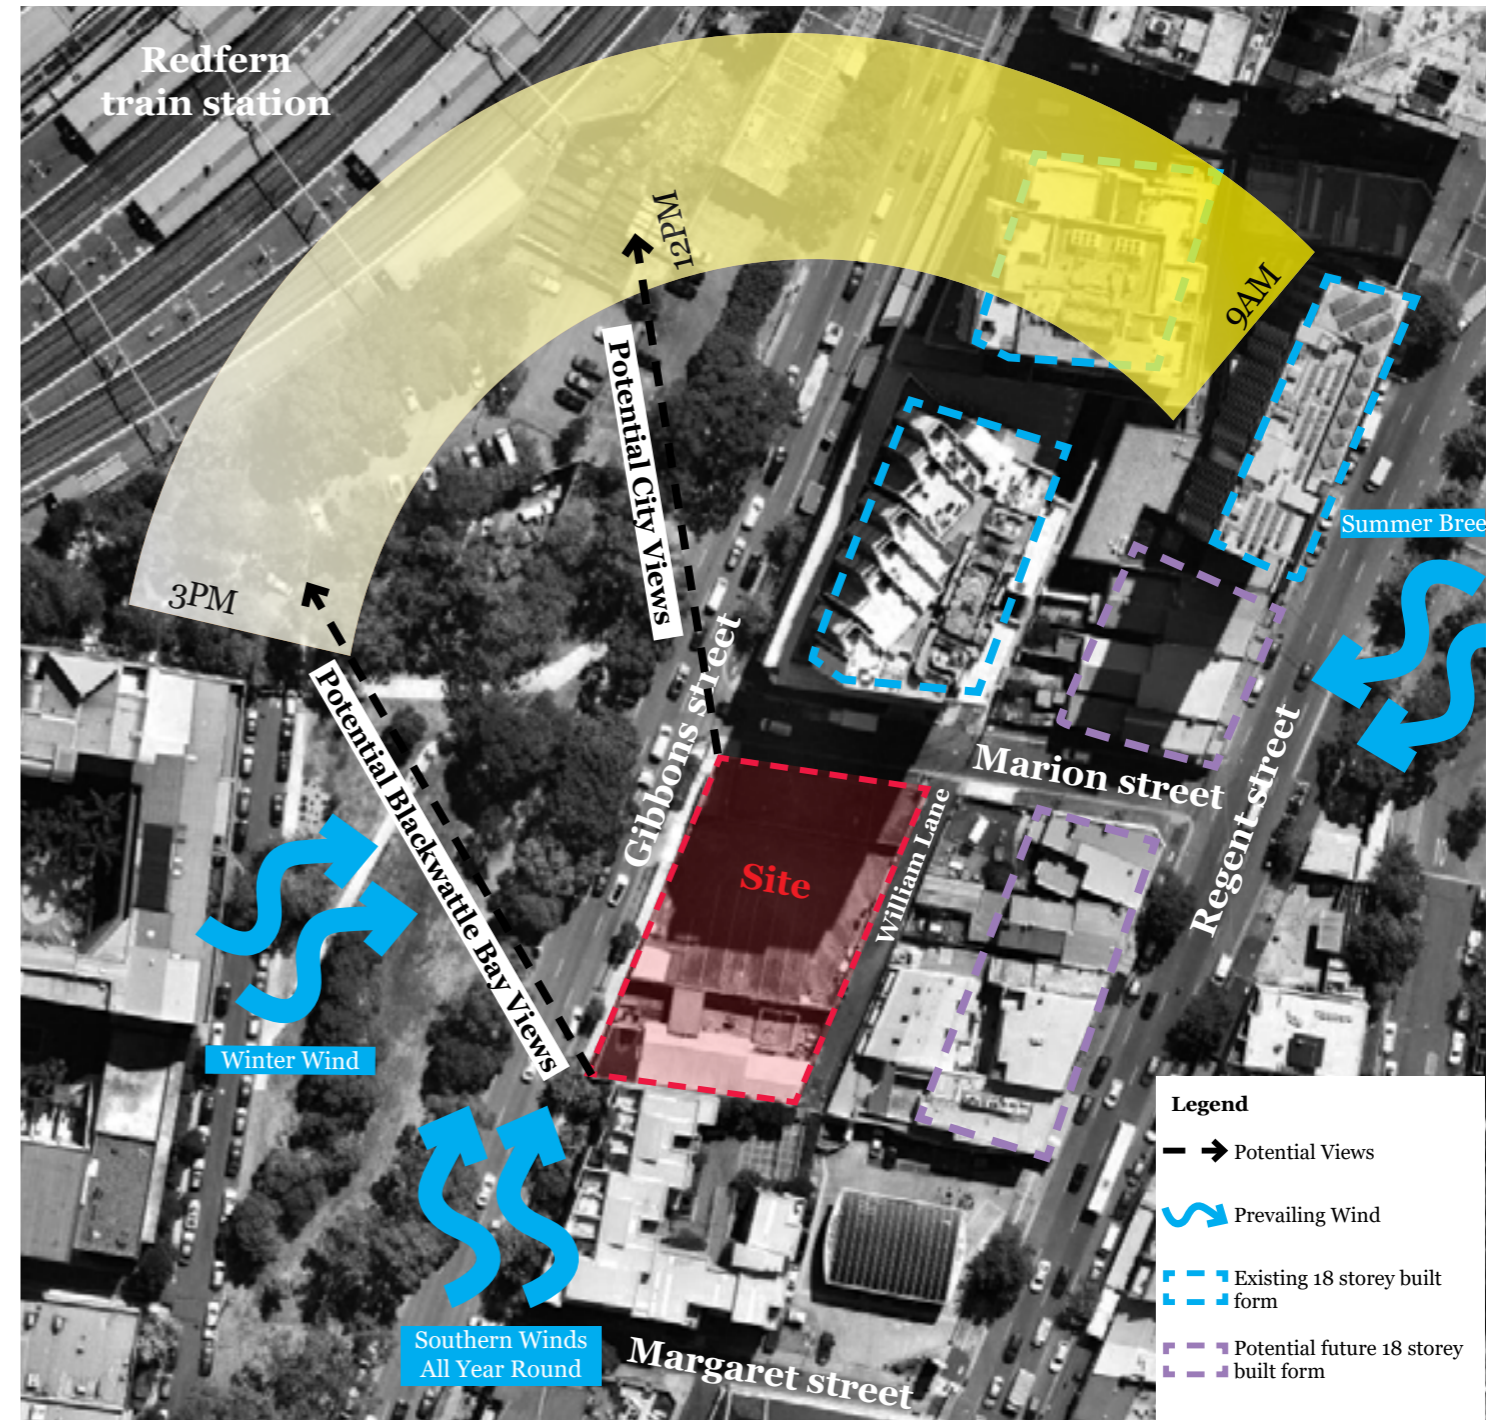 Redfern
train station
12PM
9AM
3PM
Potential City Views
Summer Bree
Potential Blackwattle Bay Views
Gibbons street
Marion street
Regent street
William Lane
Site
Winter Wind
Southern Winds
All Year Round
Margaret street
Legend
Potential Views
Prevailing Wind
Existing 18 storey built
form
Potential future 18 storey
built form